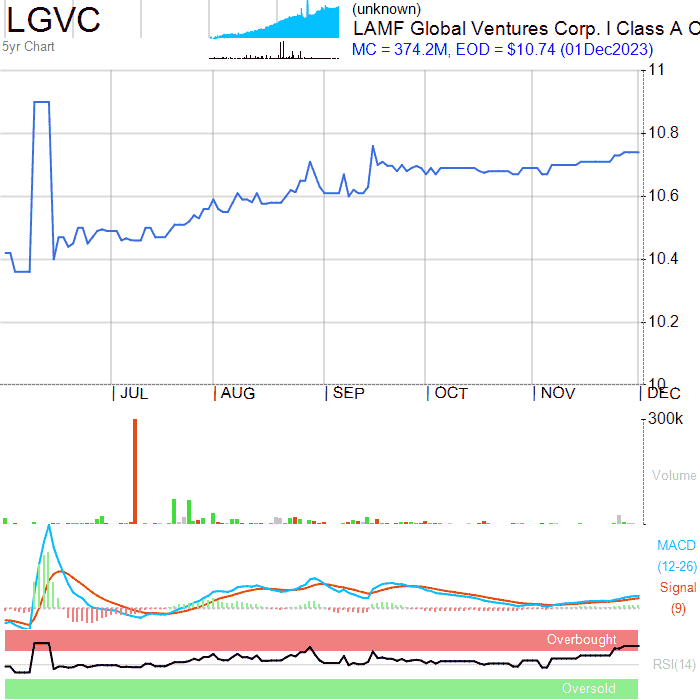 LGVC
5yr Chart
(unknown)
LAMF Global Ventures Corp. I Class A O
MC = 374.2M, EOD = $10.74 (01Dec2023)
11
10.8
10.6
10.4
10.2
10
JUL AUG SEP OCT NOV DEC
300k
Volume
MACD
(12-26)
Signal
(9)
Overbought
RSI(14)
Oversold